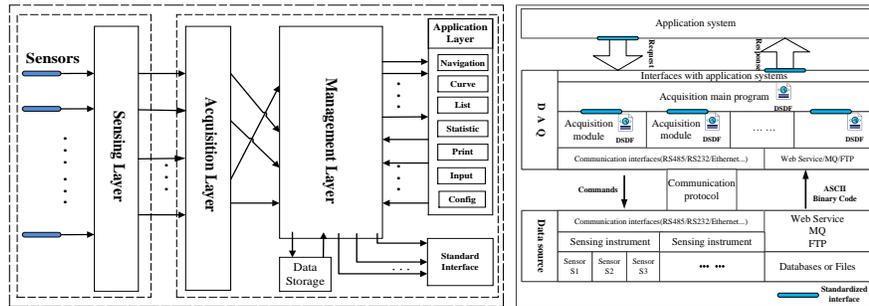 Sensors
Sensing Layer
Acquisition Layer
Management Layer
Application
Layer
Navigation
Curve
List
Statistic
Print
Input
Config
Data
Storage
Standard
Interface
Application system
Request
Response
Interfaces with application systems
Acquisition main program
DSDF
DAQ
Acquisition
module
DSDF
Acquisition
module
DSDF
... ...
DSDF
Communication interfaces(RS485/RS232/Ethernet...)
Web Service/MQ/FTP
Commands
Communication
protocol
ASCII
Binary Code
Data source
Communication interfaces(RS485/RS232/Ethernet...)
Web Service
MQ
FTP
Sensing instrument
Sensing instrument
Sensor
S1
Sensor
S2
Sensor
S3
... ...
Databases or Files
Standardized
interface